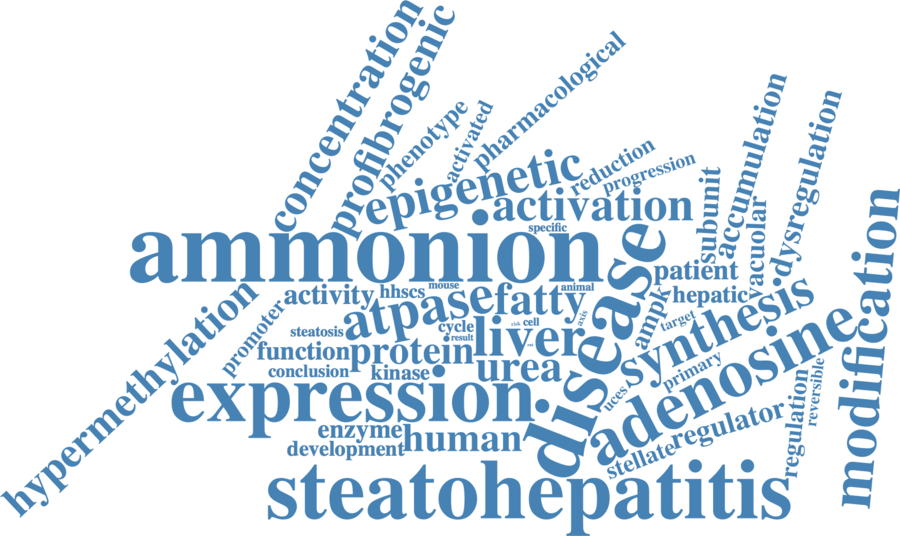 concentration
profibrogenic
phenotype
activated
pharmacological
epigenetic
reduction
progression
activation
specific
subunit
accumulation
vacuolar
dysregulation
modification
ammonion
disease
patient
hypermethylation
promoter
activity
hhscs
mouse
atpase
fatty
animal
axis
ampk
hepatic
target
synthesis
steatosis
cycle
result
risk
cell
liver
function
protein
conclusion
kinase
urea
uces
primary
adenosine
reversible
regulation
expression
enzyme
human
development
stellate
regulator
steatohepatitis